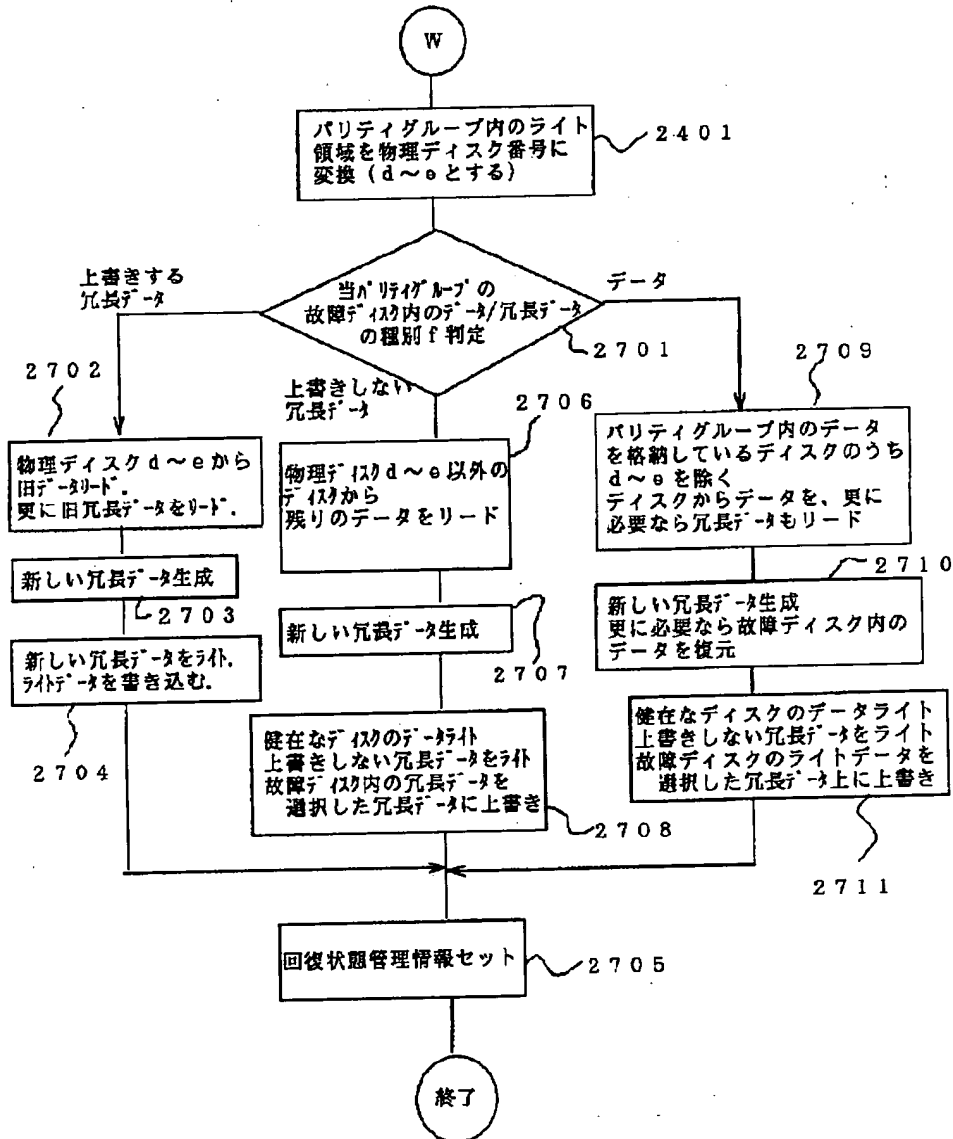 W
パリティグループ内のライト
領域を物理ディスク番号に
変換（d～eとする）
2401
上書きする
冗長データ
データ
当パリティグループの
故障ディスク内のデータ/冗長データ
の種別f判定
2701
2702
上書きしない
冗長データ
2706
2709
物理ディスクd～eから
旧データリード.
更に旧冗長データをリード.
物理ディスクd～e以外の
ディスクから
残りのデータをリード
パリティグループ内のデータ
を格納しているディスクのうち
d～eを除く
ディスクからデータを、更に
必要なら冗長データもリード
新しい冗長データ生成
2703
新しい冗長データ生成
2707
2710
新しい冗長データ生成
更に必要なら故障ディスク内の
データを復元
新しい冗長データをライト.
ライトデータを書き込む.
2704
健在なディスクのデータライト
上書きしない冗長データをライト
故障ディスク内の冗長データを
選択した冗長データに上書き
2708
健在なディスクのデータライト
上書きしない冗長データをライト
故障ディスクのライトデータを
選択した冗長データ上に上書き
2711
回復状態管理情報セット
2705
終了